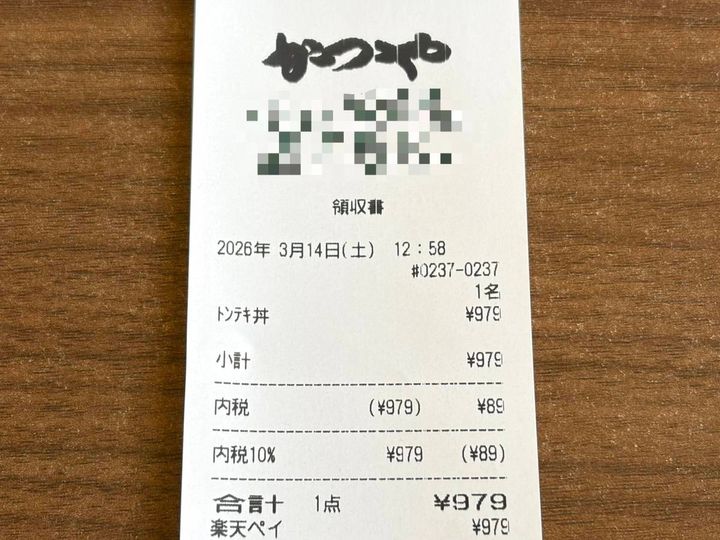 かつや
領収書
2026年 3月14日(土) 12:58
#0237-0237
1名
ﾄﾝﾃｷ丼 ¥979
小計 ¥979
内税 (¥979) ¥89
内税10% ¥979 (¥89)
合計 1点 ¥979
楽天ペイ ¥979